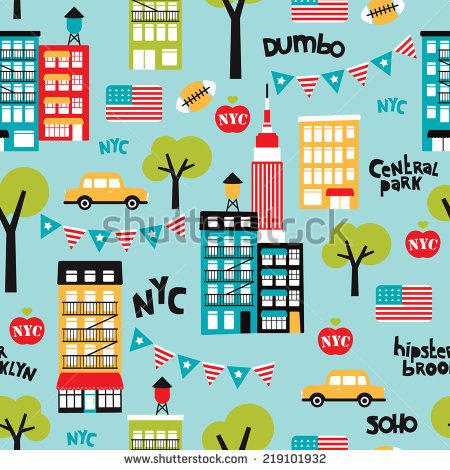 DUMBO
NYC
NYC
NYC
CENTRAL
PARK
NYC
NYC
NYC
shutterstock
R
KLYN
hipster
BROO
NYC
SOHO
www.shutterstock.com · 219101932